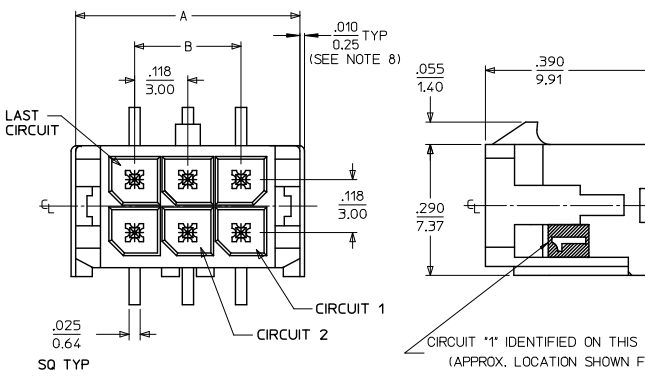 A
B
.118
3.00
.010
0.25 TYP
(SEE NOTE 8)
LAST
CIRCUIT
.118
3.00
CL
CIRCUIT 1
CIRCUIT 2
.025
0.64
SQ TYP
.055
1.40
.390
9.91
CL
.290
7.37
CIRCUIT "1" IDENTIFIED ON THIS
(APPROX. LOCATION SHOWN F